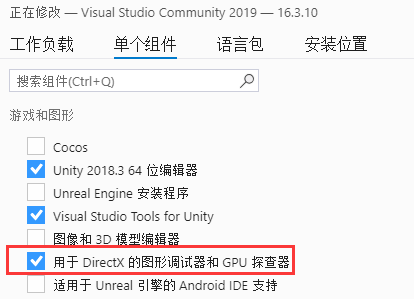 正在修改 — Visual Studio Community 2019 — 16.3.10
工作负载 单个组件 语言包 安装位置
搜索组件(Ctrl+Q)
游戏和图形
Cocos
Unity 2018.3 64 位编辑器
Unreal Engine 安装程序
Visual Studio Tools for Unity
图像和 3D 模型编辑器
用于 DirectX 的图形调试器和 GPU 探查器
适用于 Unreal 引擎的 Android IDE 支持